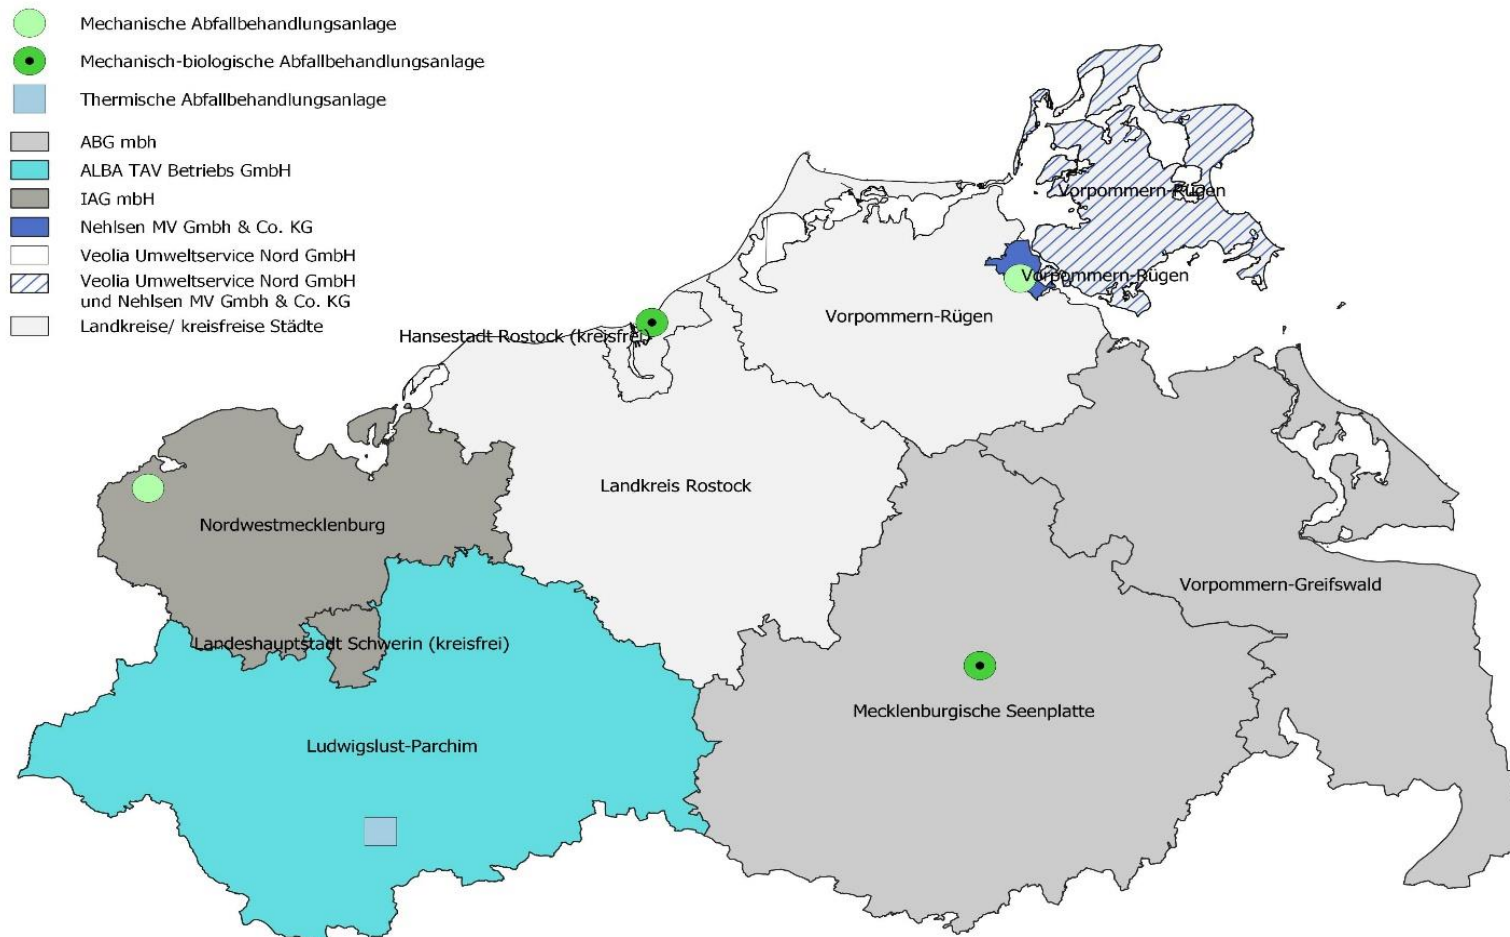 Mechanische Abfallbehandlungsanlage
Mechanisch-biologische Abfallbehandlungsanlage
Thermische Abfallbehandlungsanlage
ABG mbh
ALBA TAV Betriebs GmbH
IAG mbH
Nehlsen MV Gmbh & Co. KG
Veolia Umweltservice Nord GmbH
Veolia Umweltservice Nord GmbH
und Nehlsen MV Gmbh & Co. KG
Landkreise/ kreisfreise Städte
Vorpommern-Rügen
Vorpommern-Rügen
Vorpommern-Rügen
Hansestadt Rostock (kreisfrei)
Landkreis Rostock
Nordwestmecklenburg
Vorpommern-Greifswald
Landeshauptstadt Schwerin (kreisfrei)
Mecklenburgische Seenplatte
Ludwigslust-Parchim